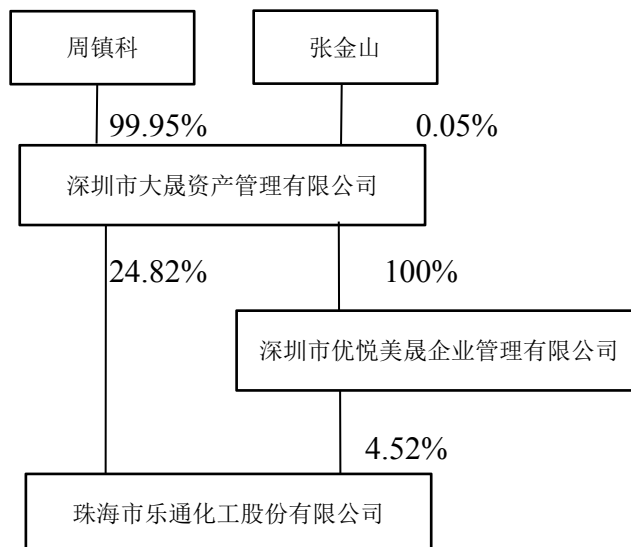 周镇科
张金山
99.95%
0.05%
深圳市大晟资产管理有限公司
24.82%
100%
深圳市优悦美晟企业管理有限公司
4.52%
珠海市乐通化工股份有限公司